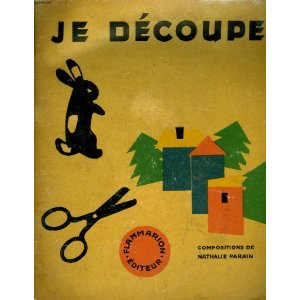 JE DÉCOUPE
FLAMMARION
ÉDITEUR
COMPOSITIONS DE
NATHALIE PARAIN